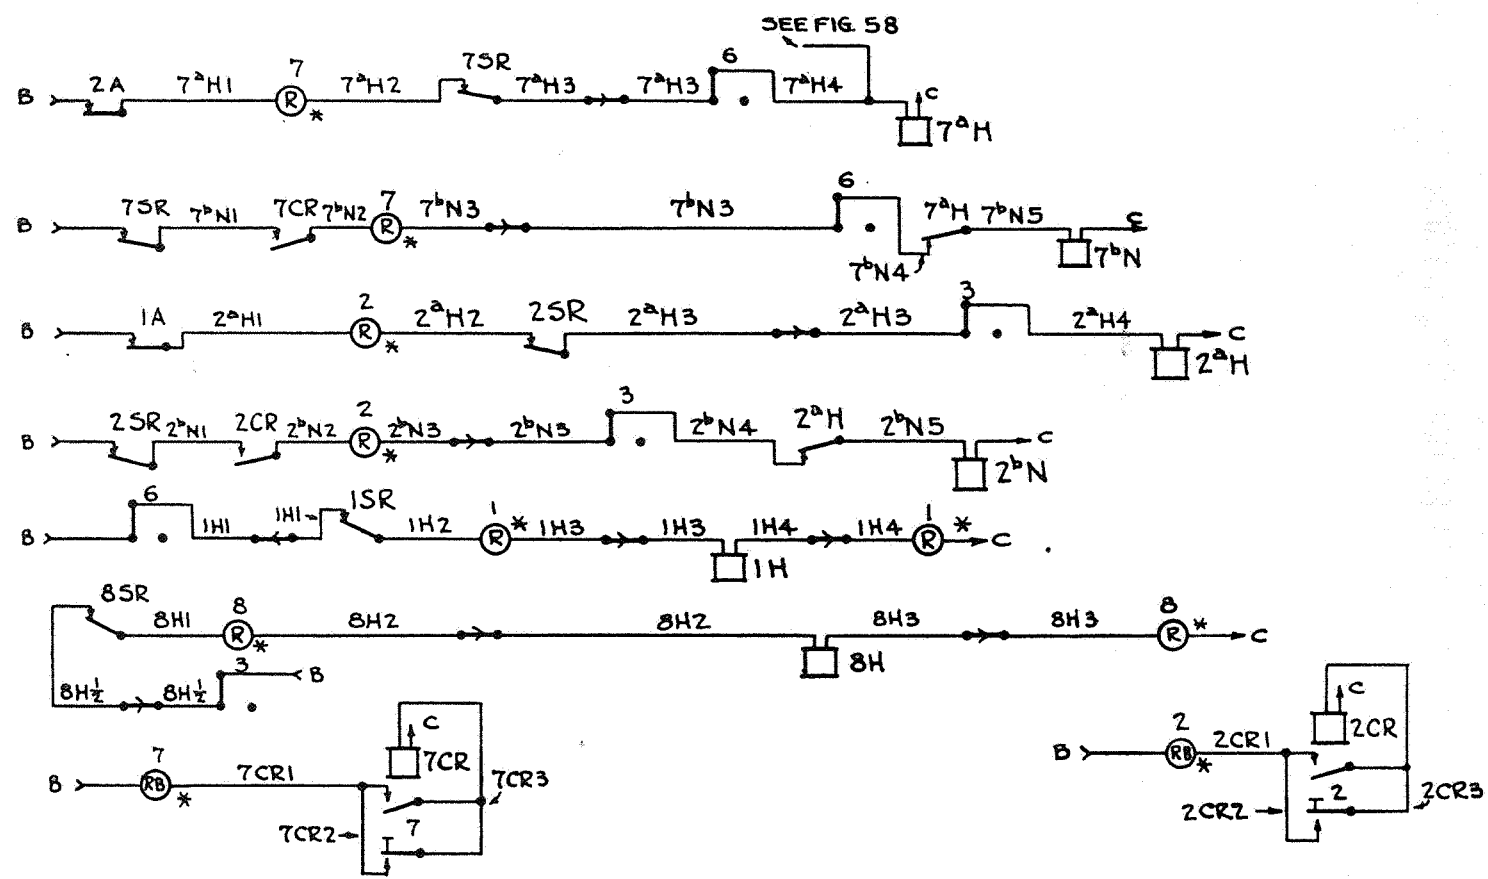 SEE FIG. 58
B 2A 7ᵃH1 7 R * 7ᵃH2 7SR 7ᵃH3 7ᵃH3 6 7ᵃH4 C 7ᵃH
B 7SR 7ᵇN1 7CR 7ᵇN2 7 R * 7ᵇN3 7ᵇN3 6 7ᵇN4 7ᵃH 7ᵇN5 C 7ᵇN
B 1A 2ᵃH1 2 R * 2ᵃH2 2SR 2ᵃH3 2ᵃH3 3 2ᵃH4 C 2ᵃH
B 2SR 2ᵇN1 2CR 2ᵇN2 2 R * 2ᵇN3 2ᵇN3 3 2ᵇN4 2ᵃH 2ᵇN5 C 2ᵇN
B 6 1H1 1H1 1SR 1H2 1 R * 1H3 1H3 1H 1H4 1H4 1 R * C
8SR 8H1 8 R * 8H2 8H2 8H 8H3 8H3 8 R * C
8H½ 8H½ 3 B
B 7 RB * 7CR1 7CR2 C 7CR 7CR3 7
B 2 RB * 2CR1 2CR2 C 2CR 2CR3 2